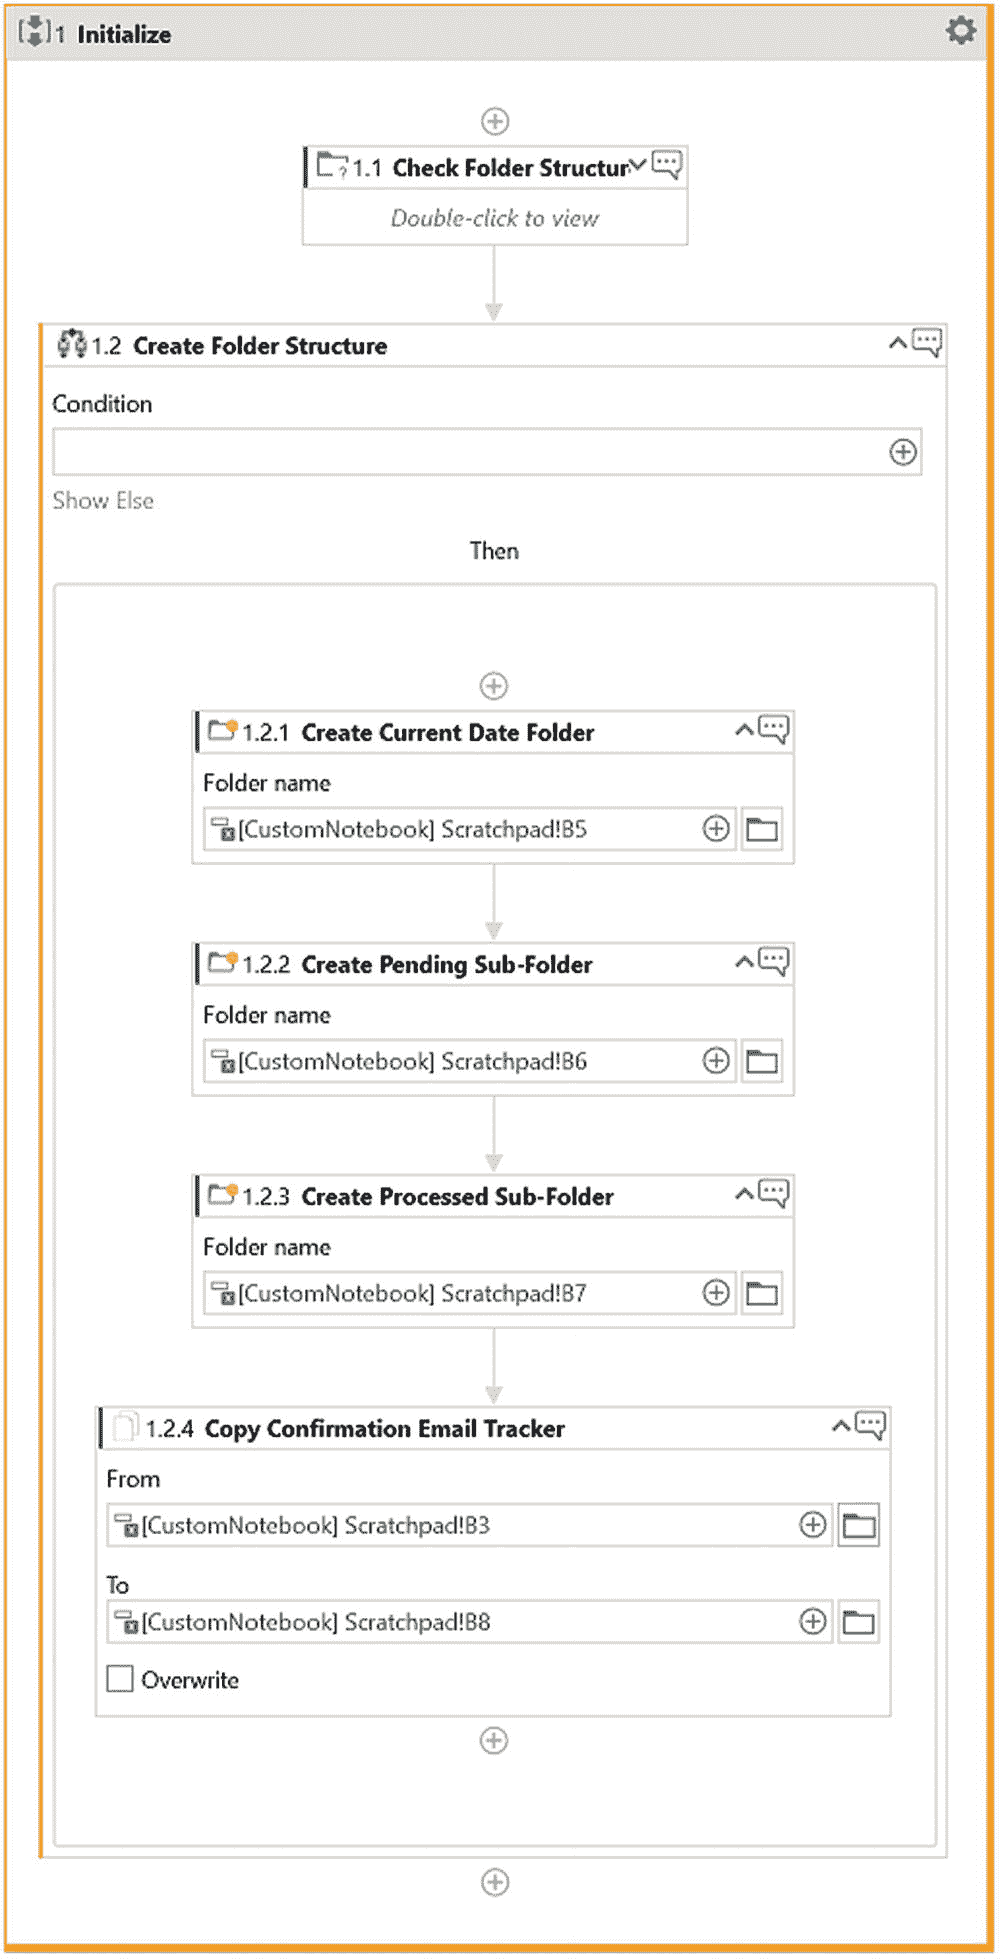 1 Initialize
1.1 Check Folder Structur
Double-click to view
1.2 Create Folder Structure
Condition
Show Else
Then
1.2.1 Create Current Date Folder
Folder name
[CustomNotebook] Scratchpad!B5
1.2.2 Create Pending Sub-Folder
Folder name
[CustomNotebook] Scratchpad!B6
1.2.3 Create Processed Sub-Folder
Folder name
[CustomNotebook] Scratchpad!B7
1.2.4 Copy Confirmation Email Tracker
From
[CustomNotebook] Scratchpad!B3
To
[CustomNotebook] Scratchpad!B8
Overwrite